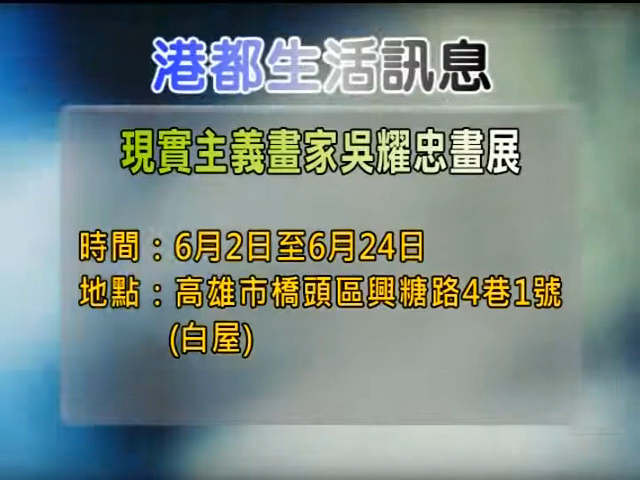 港都生活訊息
現實主義畫家吳耀忠畫展
時間：6月2日至6月24日
地點：高雄市橋頭區興糖路4巷1號
(白屋)